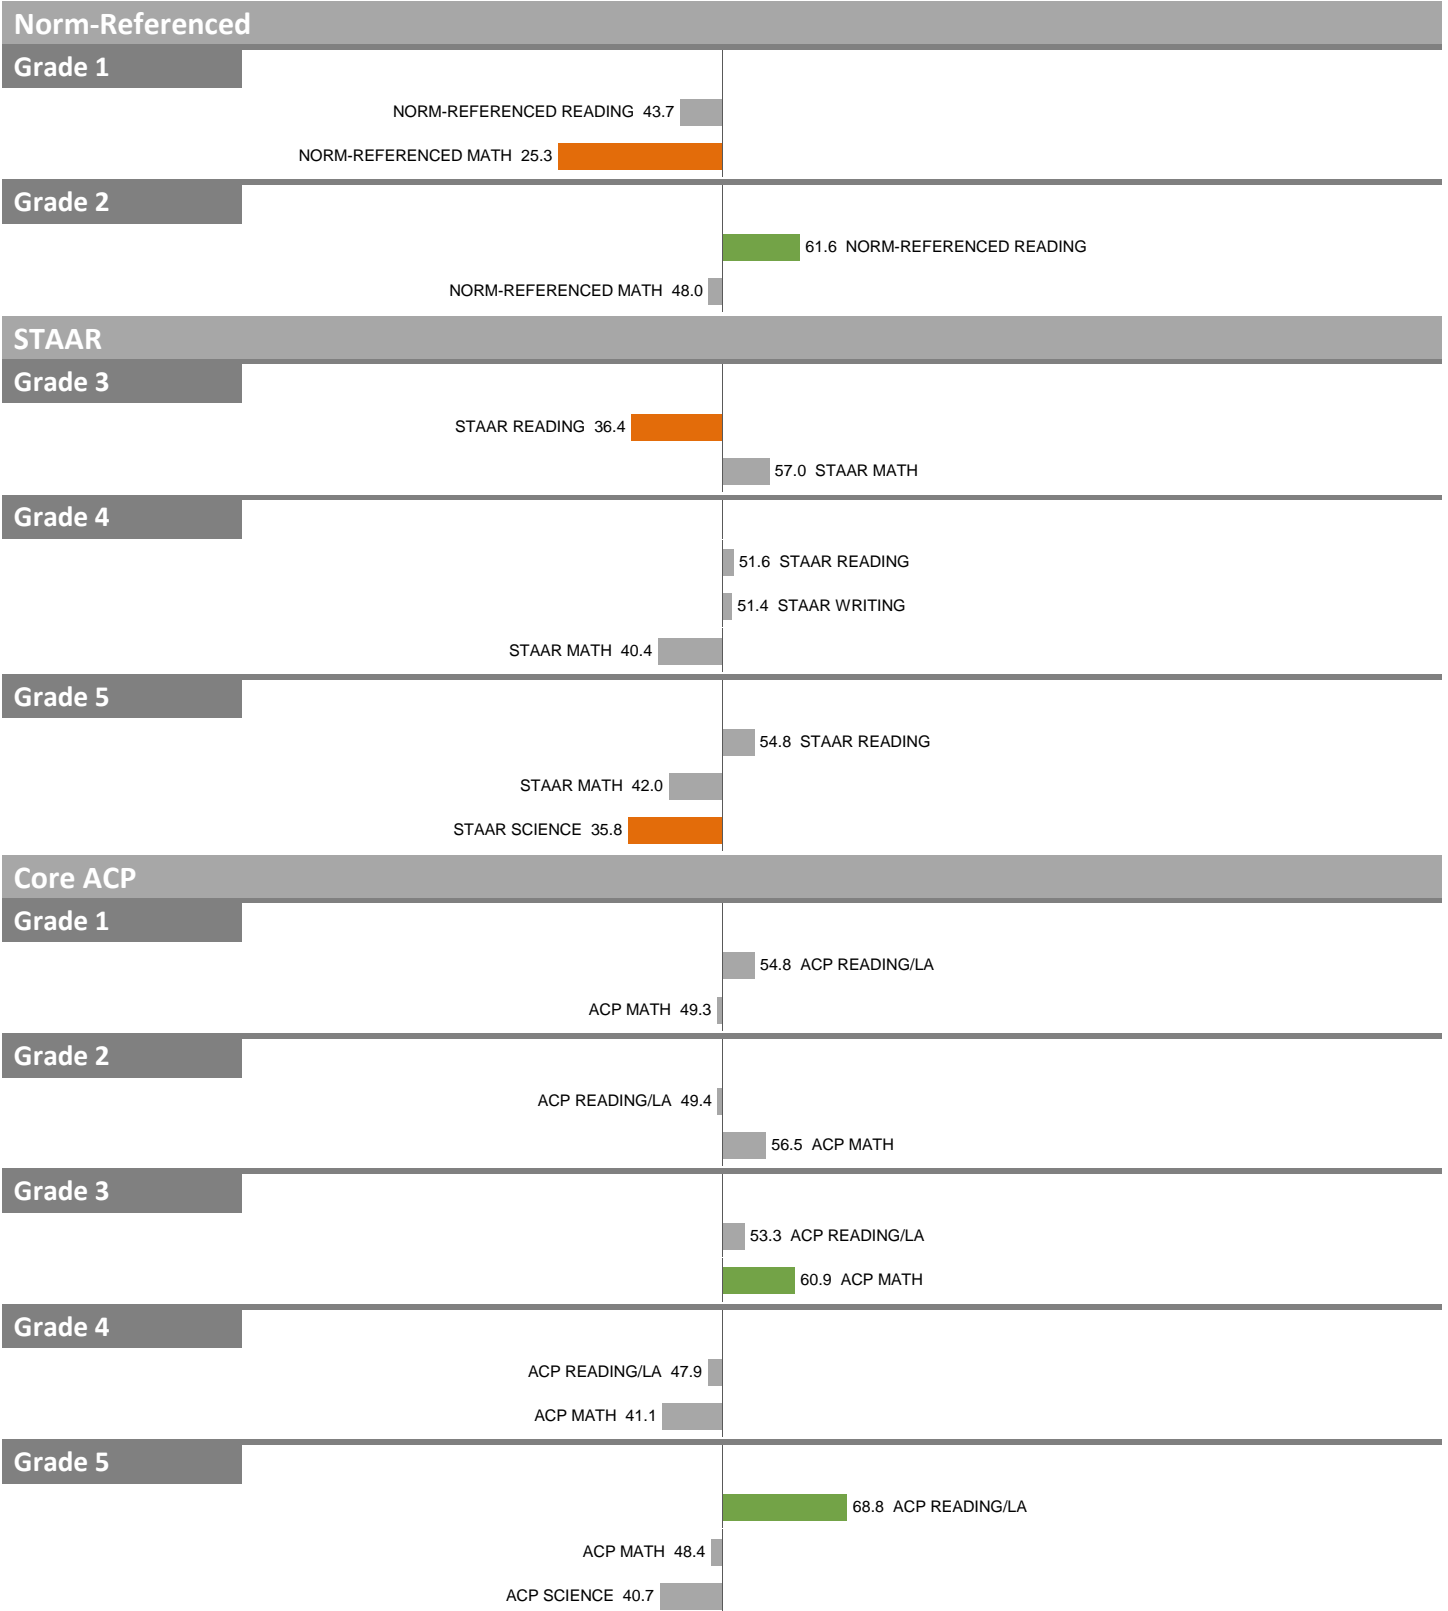 Norm-Referenced
Grade 1
NORM-REFERENCED READING 43.7
NORM-REFERENCED MATH 25.3
Grade 2
61.6 NORM-REFERENCED READING
NORM-REFERENCED MATH 48.0
STAAR
Grade 3
STAAR READING 36.4
57.0 STAAR MATH
Grade 4
51.6 STAAR READING
51.4 STAAR WRITING
STAAR MATH 40.4
Grade 5
54.8 STAAR READING
STAAR MATH 42.0
STAAR SCIENCE 35.8
Core ACP
Grade 1
54.8 ACP READING/LA
ACP MATH 49.3
Grade 2
ACP READING/LA 49.4
56.5 ACP MATH
Grade 3
53.3 ACP READING/LA
60.9 ACP MATH
Grade 4
ACP READING/LA 47.9
ACP MATH 41.1
Grade 5
68.8 ACP READING/LA
ACP MATH 48.4
ACP SCIENCE 40.7